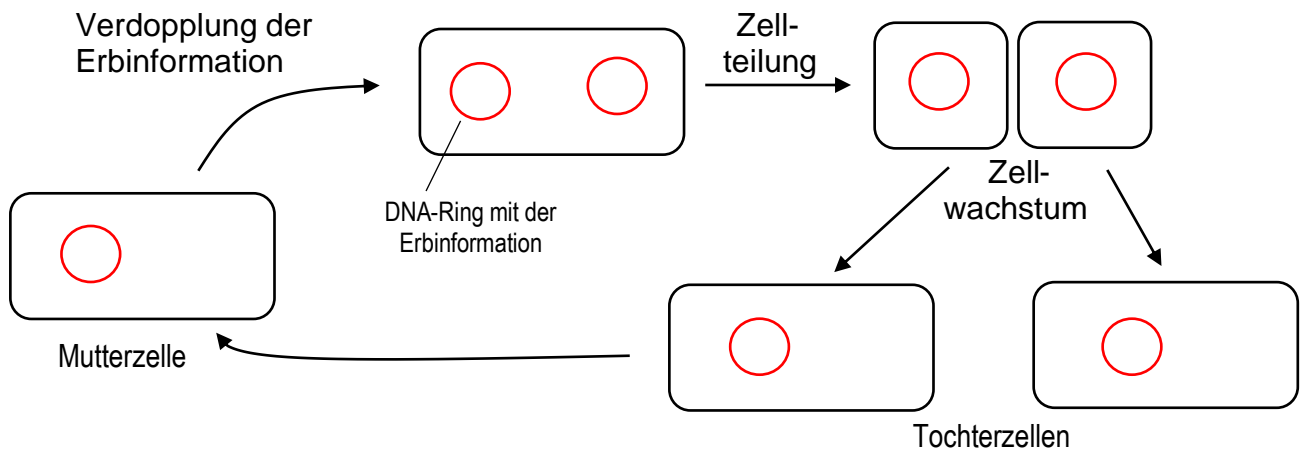 Verdopplung der
Erbinformation
Zell-
teilung
DNA-Ring mit der
Erbinformation
Zell-
wachstum
Mutterzelle
Tochterzellen